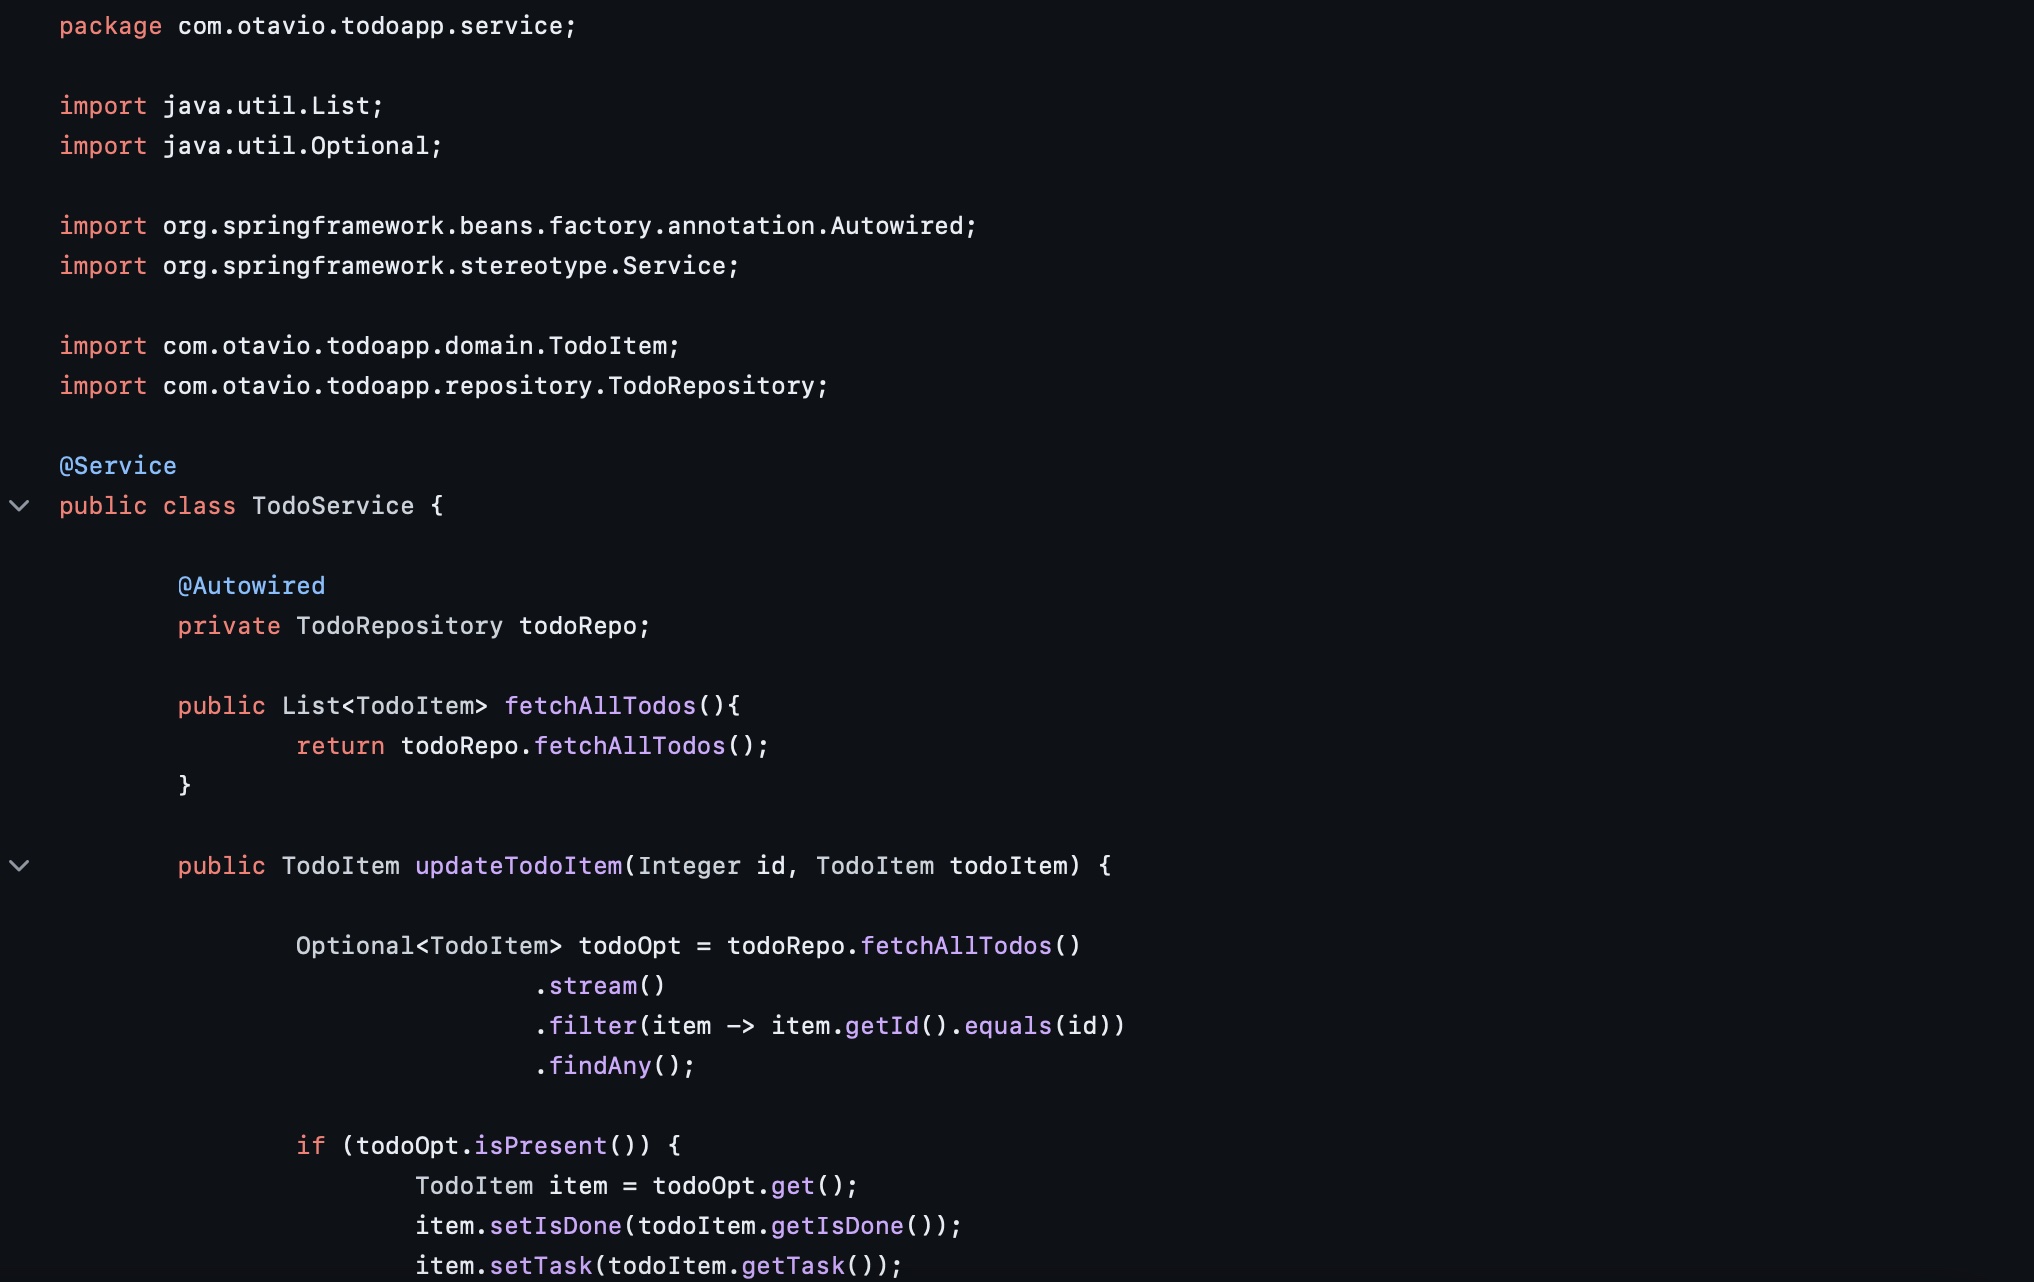 package com.otavio.todoapp.service;
import java.util.List;
import java.util.Optional;
import org.springframework.beans.factory.annotation.Autowired;
import org.springframework.stereotype.Service;
import com.otavio.todoapp.domain.TodoItem;
import com.otavio.todoapp.repository.TodoRepository;
@Service
public class TodoService {
@Autowired
private TodoRepository todoRepo;
public List<TodoItem> fetchAllTodos(){
return todoRepo.fetchAllTodos();
}
public TodoItem updateTodoItem(Integer id, TodoItem todoItem) {
Optional<TodoItem> todoOpt = todoRepo.fetchAllTodos()
.stream()
.filter(item -> item.getId().equals(id))
.findAny();
if (todoOpt.isPresent()) {
TodoItem item = todoOpt.get();
item.setIsDone(todoItem.getIsDone());
item.setTask(todoItem.getTask());